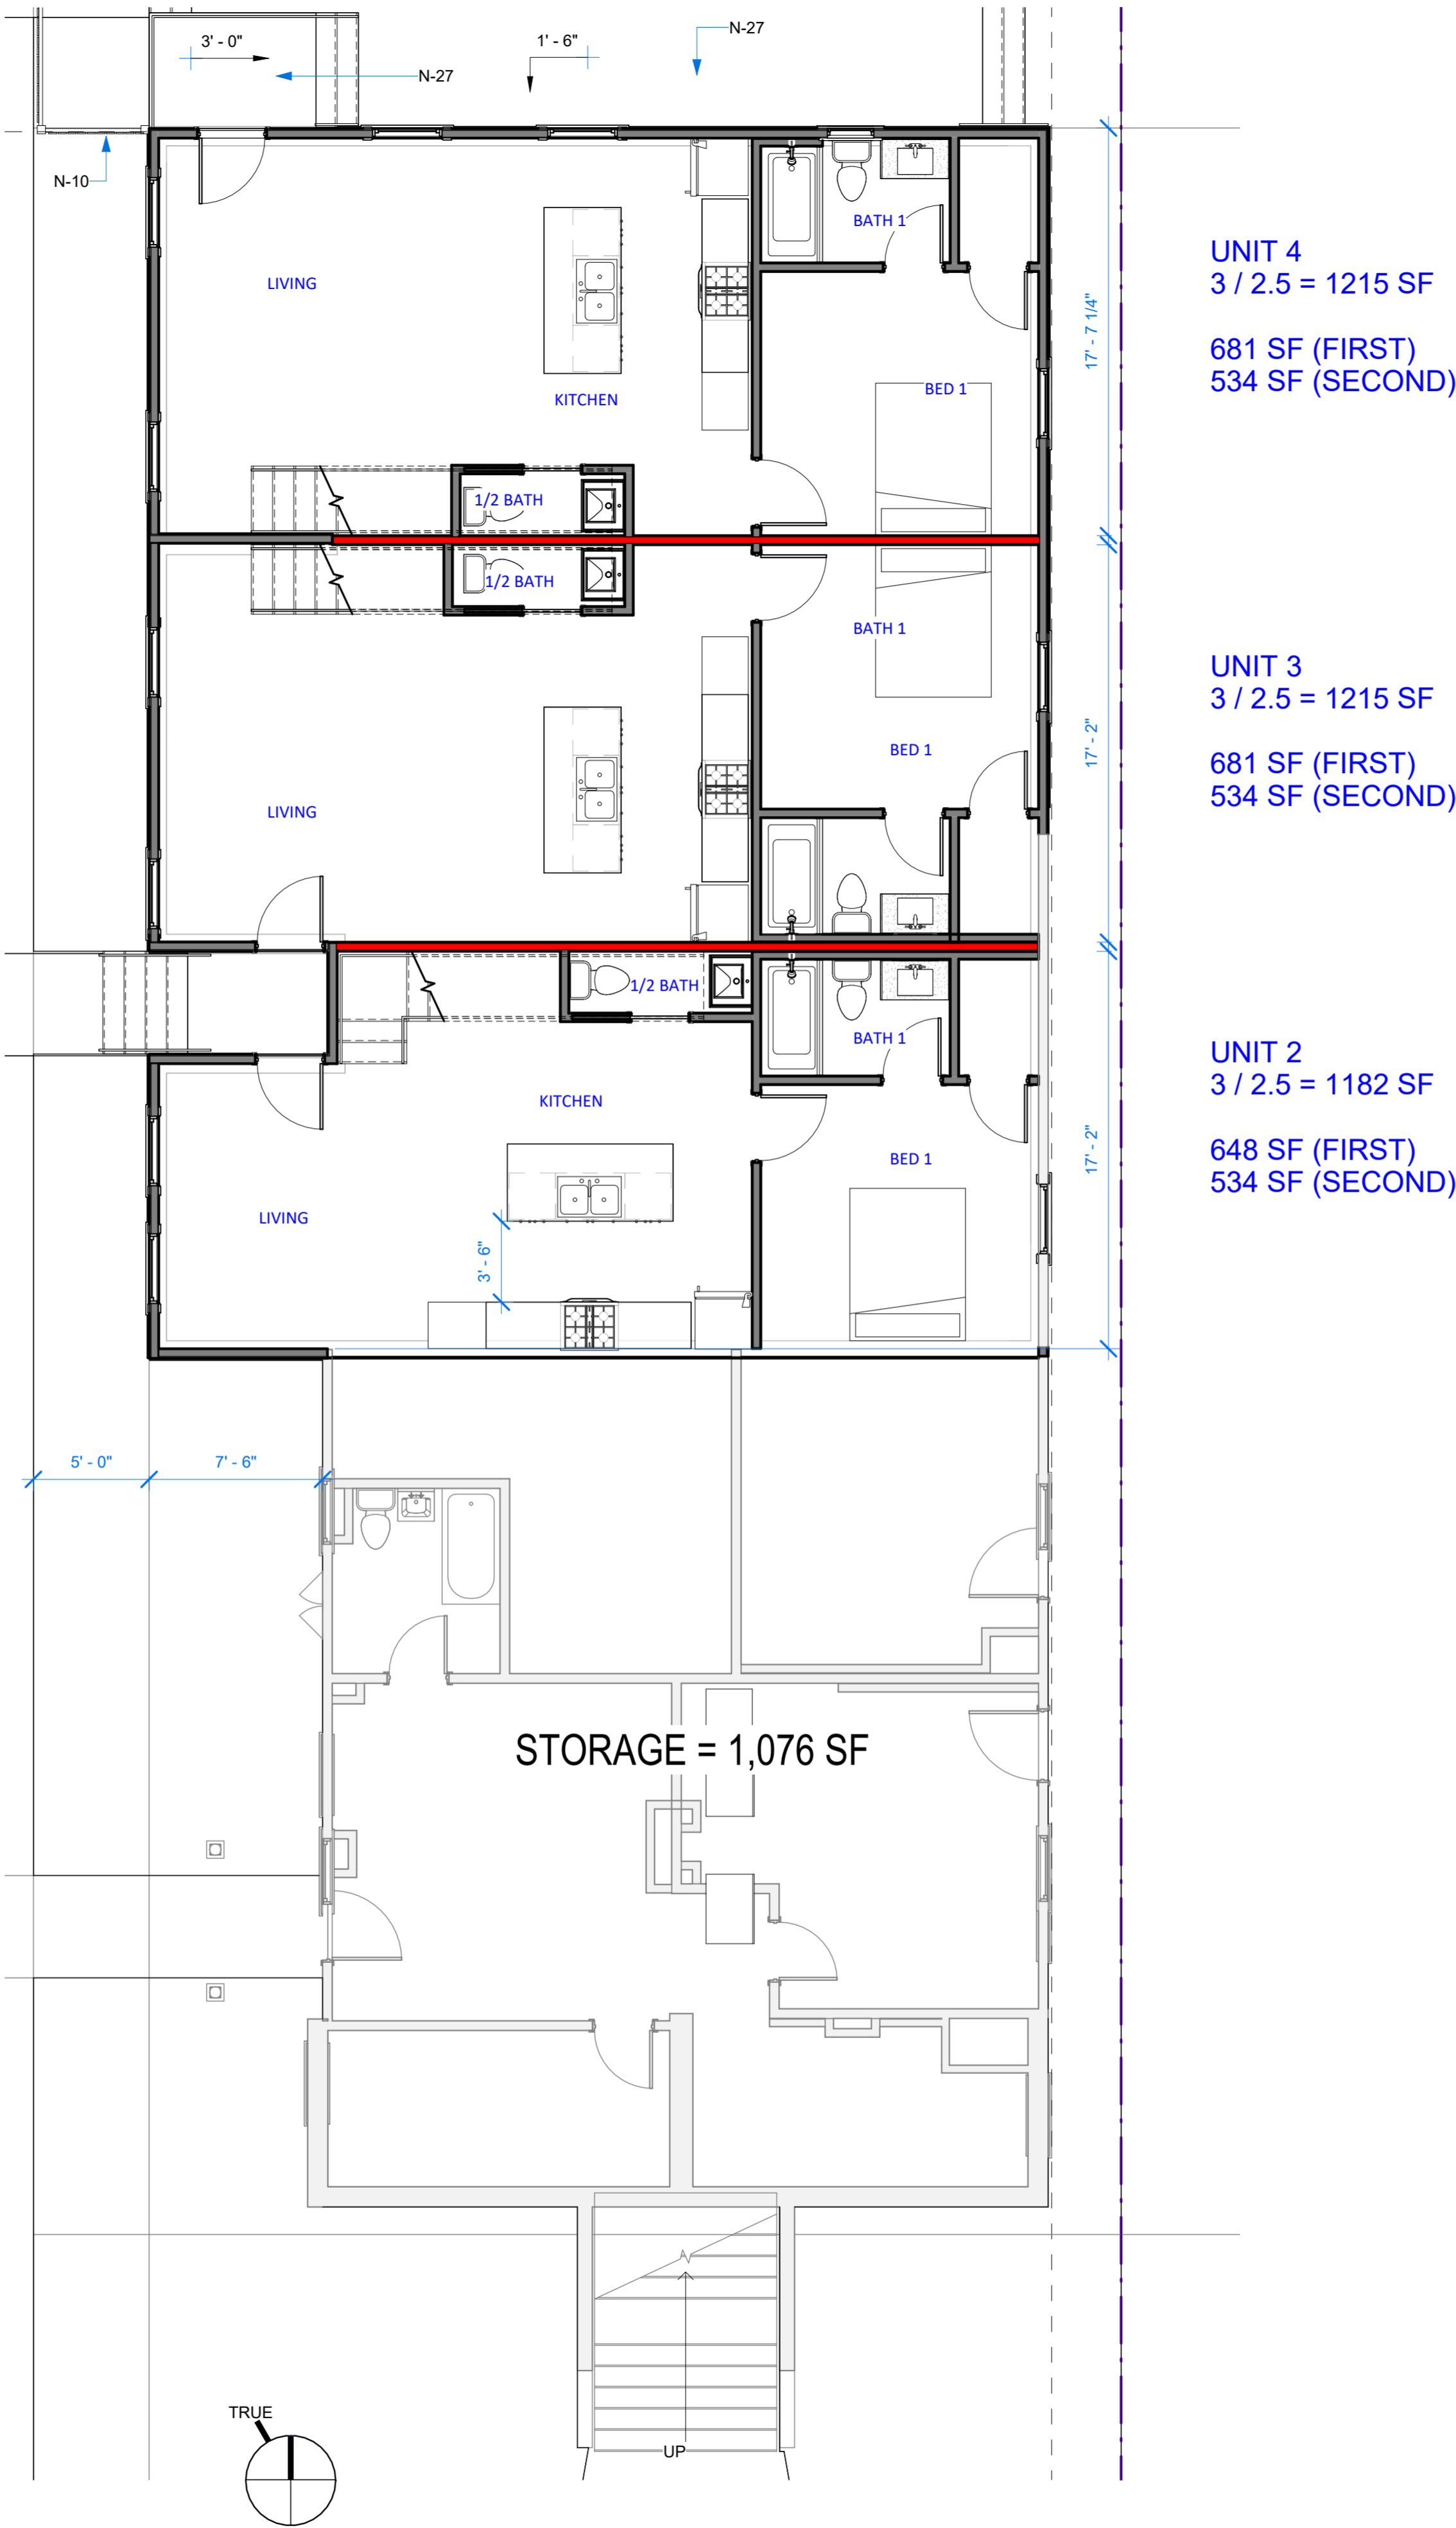 3' - 0"
1' - 6"
N-27
N-27
N-10
BATH 1
UNIT 4
3 / 2.5 = 1215 SF
LIVING
17' - 7 1/4"
681 SF (FIRST)
534 SF (SECOND)
BED 1
KITCHEN
1/2 BATH
1/2 BATH
BATH 1
UNIT 3
3 / 2.5 = 1215 SF
17' - 2"
BED 1
681 SF (FIRST)
534 SF (SECOND)
LIVING
1/2 BATH
BATH 1
UNIT 2
3 / 2.5 = 1182 SF
KITCHEN
17' - 2"
BED 1
648 SF (FIRST)
534 SF (SECOND)
LIVING
3' - 6"
5' - 0"
7' - 6"
STORAGE = 1,076 SF
TRUE
UP